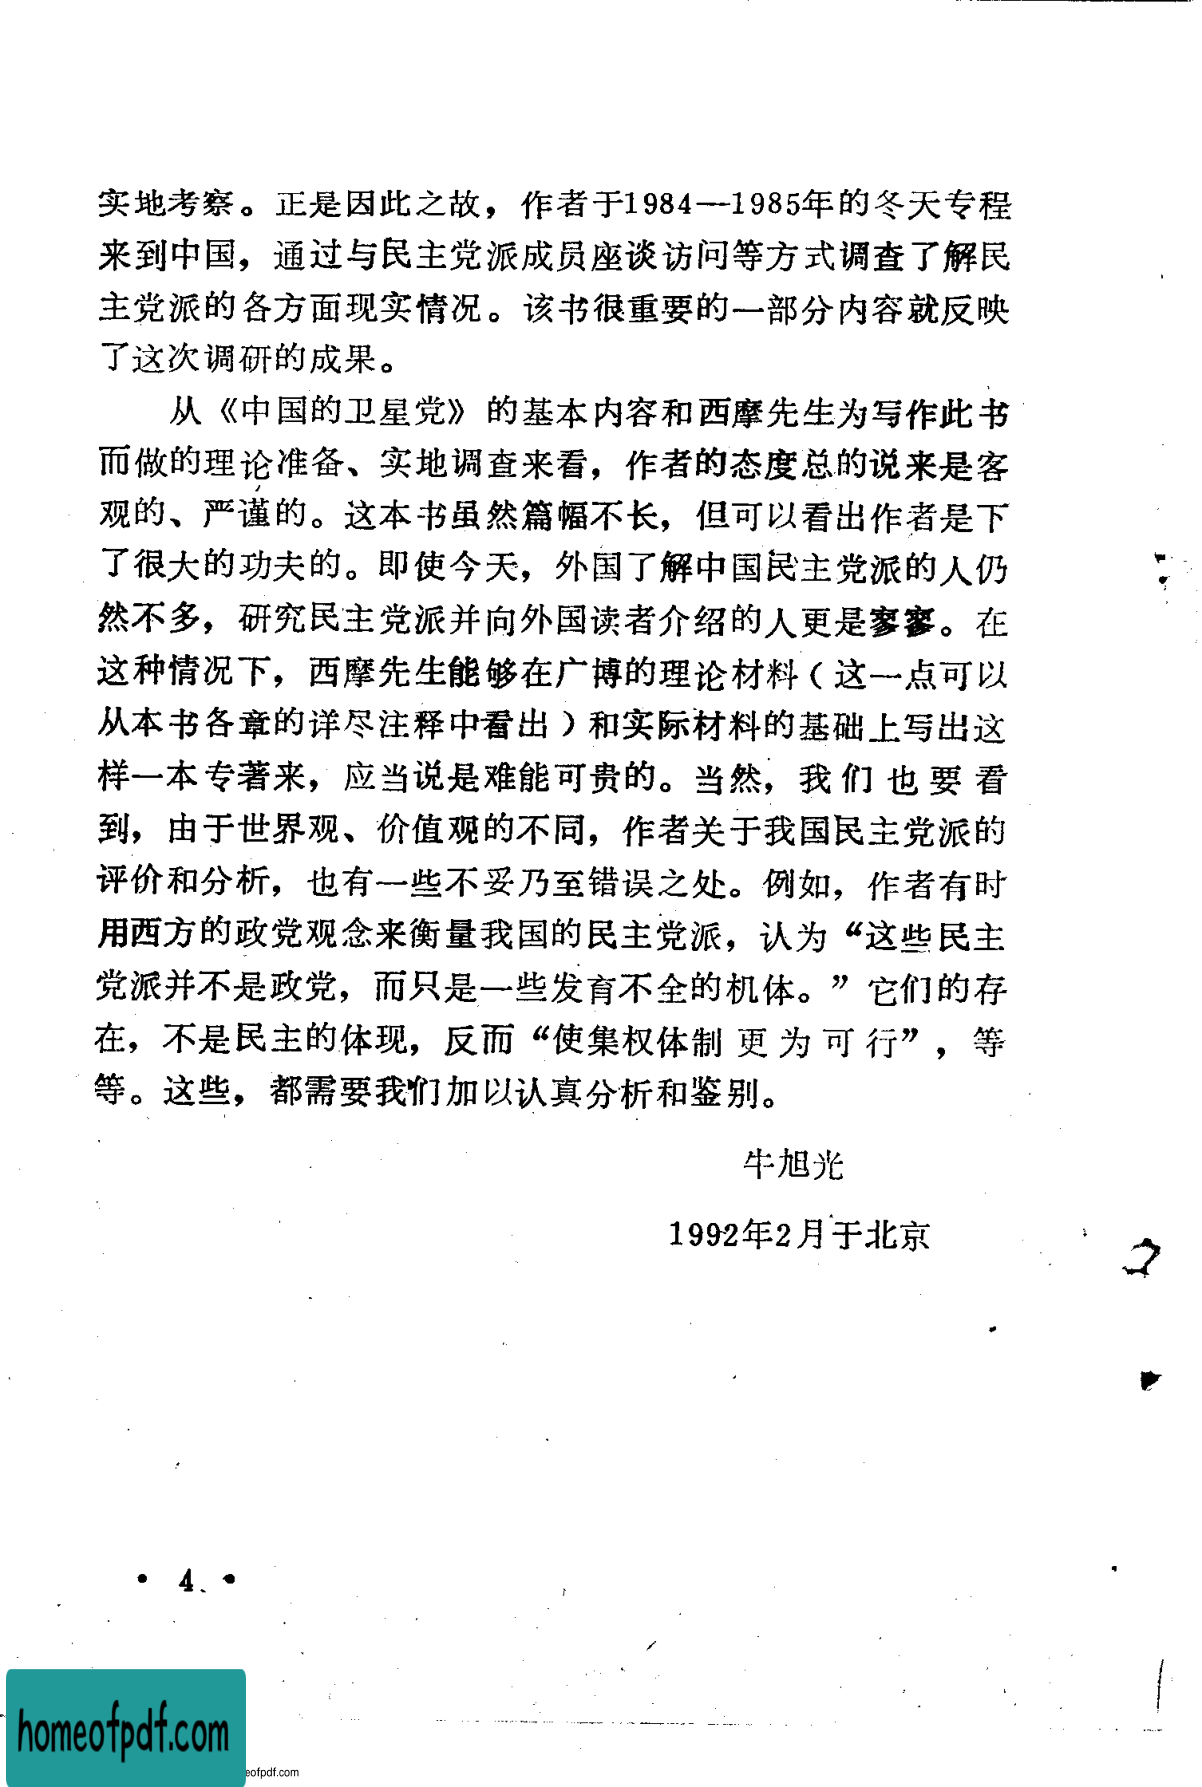 实地考察。正是因此之故，作者于1984—1985年的冬天专程
来到中国，通过与民主党派成员座谈访问等方式调查了解民
主党派的各方面现实情况。该书很重要的一部分内容就反映
了这次调研的成果。
从《中国的卫星党》的基本内容和西摩先生为写作此书
而做的理论准备、实地调查来看，作者的态度总的说来是客
观的、严谨的。这本书虽然篇幅不长，但可以看出作者是下
了很大的功夫的。即使今天，外国了解中国民主党派的人仍
然不多，研究民主党派并向外国读者介绍的人更是寥寥。在
这种情况下，西摩先生能够在广博的理论材料（这一点可以
从本书各章的详尽注释中看出）和实际材料的基础上写出这
样一本专著来，应当说是难能可贵的。当然，我们也要看
到，由于世界观、价值观的不同，作者关于我国民主党派的
评价和分析，也有一些不妥乃至错误之处。例如，作者有时
用西方的政党观念来衡量我国的民主党派，认为“这些民主
党派并不是政党，而只是一些发育不全的机体。”它们的存
在，不是民主的体现，反而“使集权体制更为可行”，等
等。这些，都需要我们加以认真分析和鉴别。
牛旭光
1992年2月于北京
• 4 •
homeofpdf.com
eofpdf.com